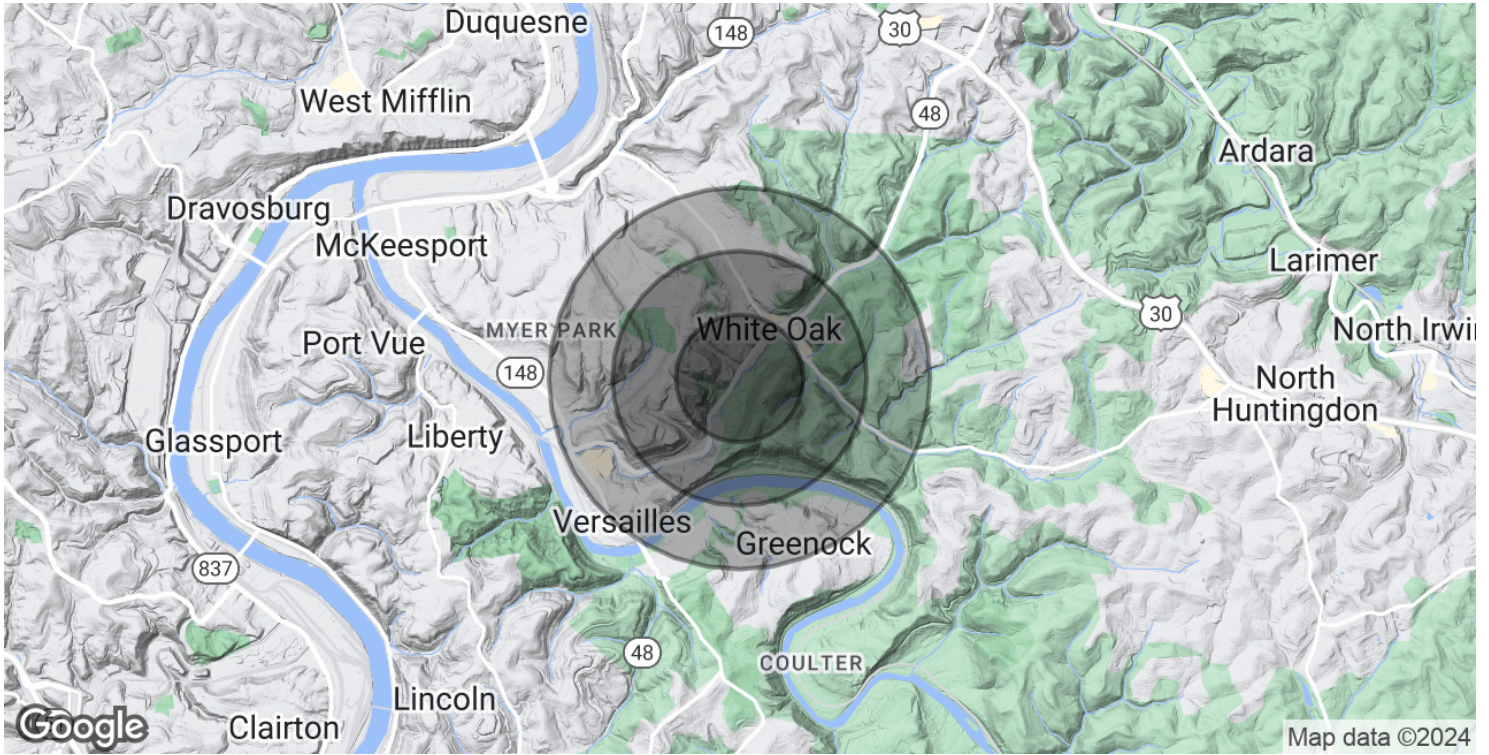 Duquesne
148
30
West Mifflin
48
Ardara
Dravosburg
McKeesport
Larimer
30
MYER PARK
White Oak
North Irwi
Port Vue
148
North
Huntingdon
Glassport
Liberty
Versailles
Greenock
837
48
COULTER
Lincoln
Google
Clairton
Map data ©2024